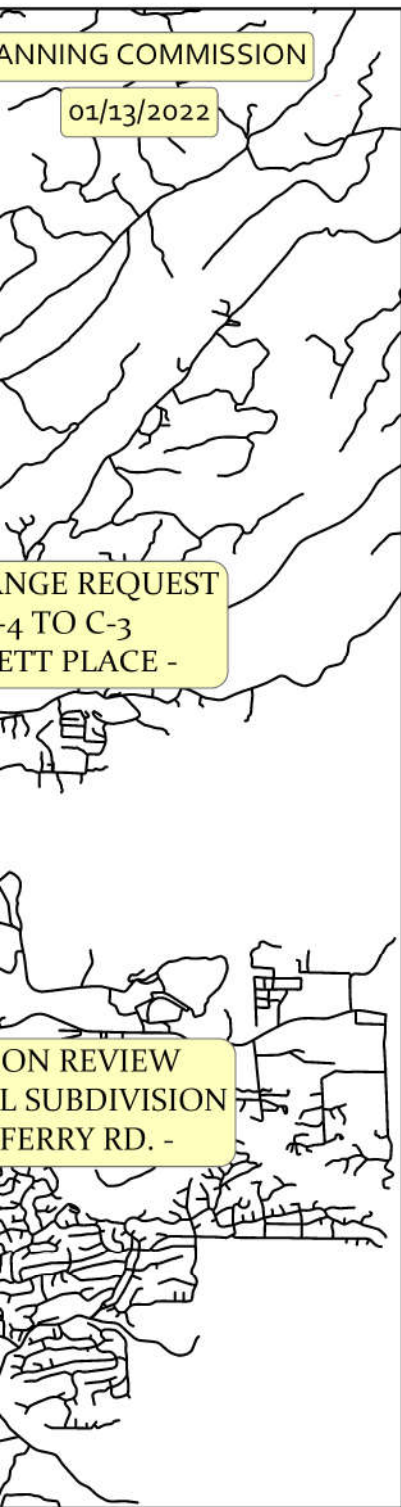 ANNING COMMISSION
01/13/2022
ANGE REQUEST
-4 TO C-3
ETT PLACE -
ON REVIEW
L SUBDIVISION
FERRY RD. -